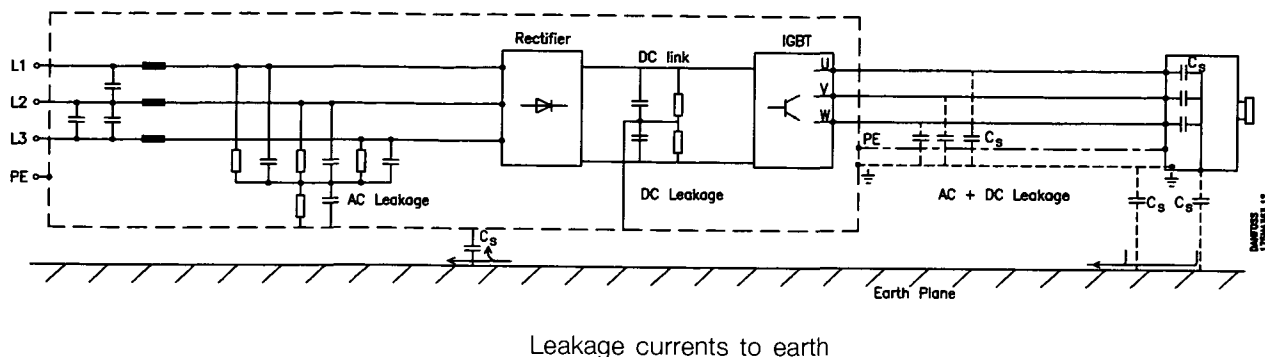 Rectifier
IGBT
L1
L2
L3
PE
DC link
U
V
W
Cs
Cs
PE
AC Leakage
DC Leakage
AC + DC Leakage
Cs
Cs
Cs
DANFOSS
Earth Plane
Leakage currents to earth